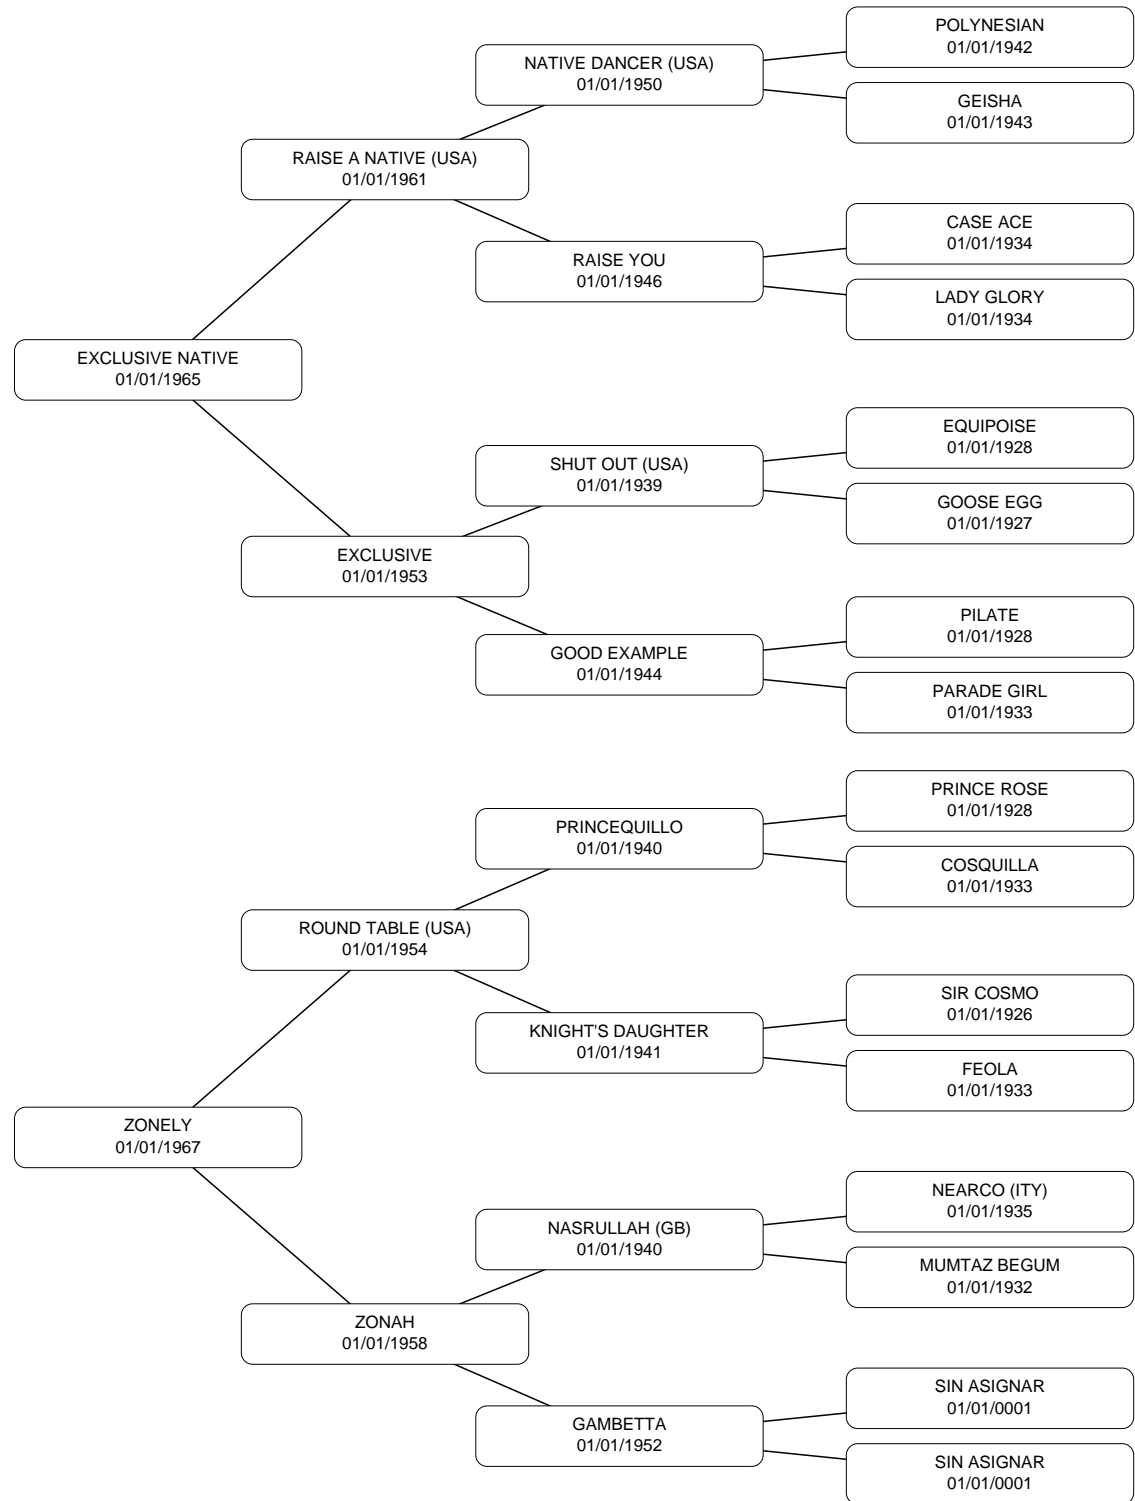 POLYNESIAN
01/01/1942
NATIVE DANCER (USA)
01/01/1950
GEISHA
01/01/1943
RAISE A NATIVE (USA)
01/01/1961
CASE ACE
01/01/1934
RAISE YOU
01/01/1946
LADY GLORY
01/01/1934
EXCLUSIVE NATIVE
01/01/1965
EQUIPOISE
01/01/1928
SHUT OUT (USA)
01/01/1939
GOOSE EGG
01/01/1927
EXCLUSIVE
01/01/1953
PILATE
01/01/1928
GOOD EXAMPLE
01/01/1944
PARADE GIRL
01/01/1933
PRINCE ROSE
01/01/1928
PRINCEQUILLO
01/01/1940
COSQUILLA
01/01/1933
ROUND TABLE (USA)
01/01/1954
SIR COSMO
01/01/1926
KNIGHT'S DAUGHTER
01/01/1941
FEOLA
01/01/1933
ZONELY
01/01/1967
NEARCO (ITY)
01/01/1935
NASRULLAH (GB)
01/01/1940
MUMTAZ BEGUM
01/01/1932
ZONAH
01/01/1958
SIN ASIGNAR
01/01/0001
GAMBETTA
01/01/1952
SIN ASIGNAR
01/01/0001